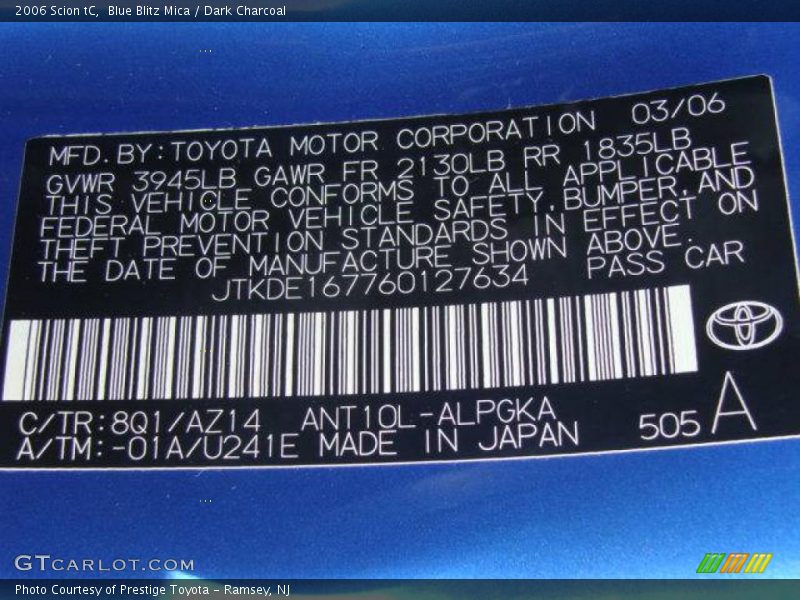 2006 Scion tC,  Blue Blitz Mica / Dark Charcoal
MFD. BY: TOYOTA MOTOR CORPORATION 03/06
GVWR 3945LB GAWR FR 2130LB RR 1835LB
THIS VEHICLE CONFORMS TO ALL APPLICABLE
FEDERAL MOTOR VEHICLE SAFETY, BUMPER, AND
THEFT PREVENTION STANDARDS IN EFFECT ON
THE DATE OF MANUFACTURE SHOWN ABOVE.
JTKDE167760127634 PASS CAR
C/TR: 8Q1/AZ14 ANT10L-ALPGKA
A/TM: -01A/U241E MADE IN JAPAN 505 A
GTCARLOT.COM
Photo Courtesy of Prestige Toyota - Ramsey, NJ